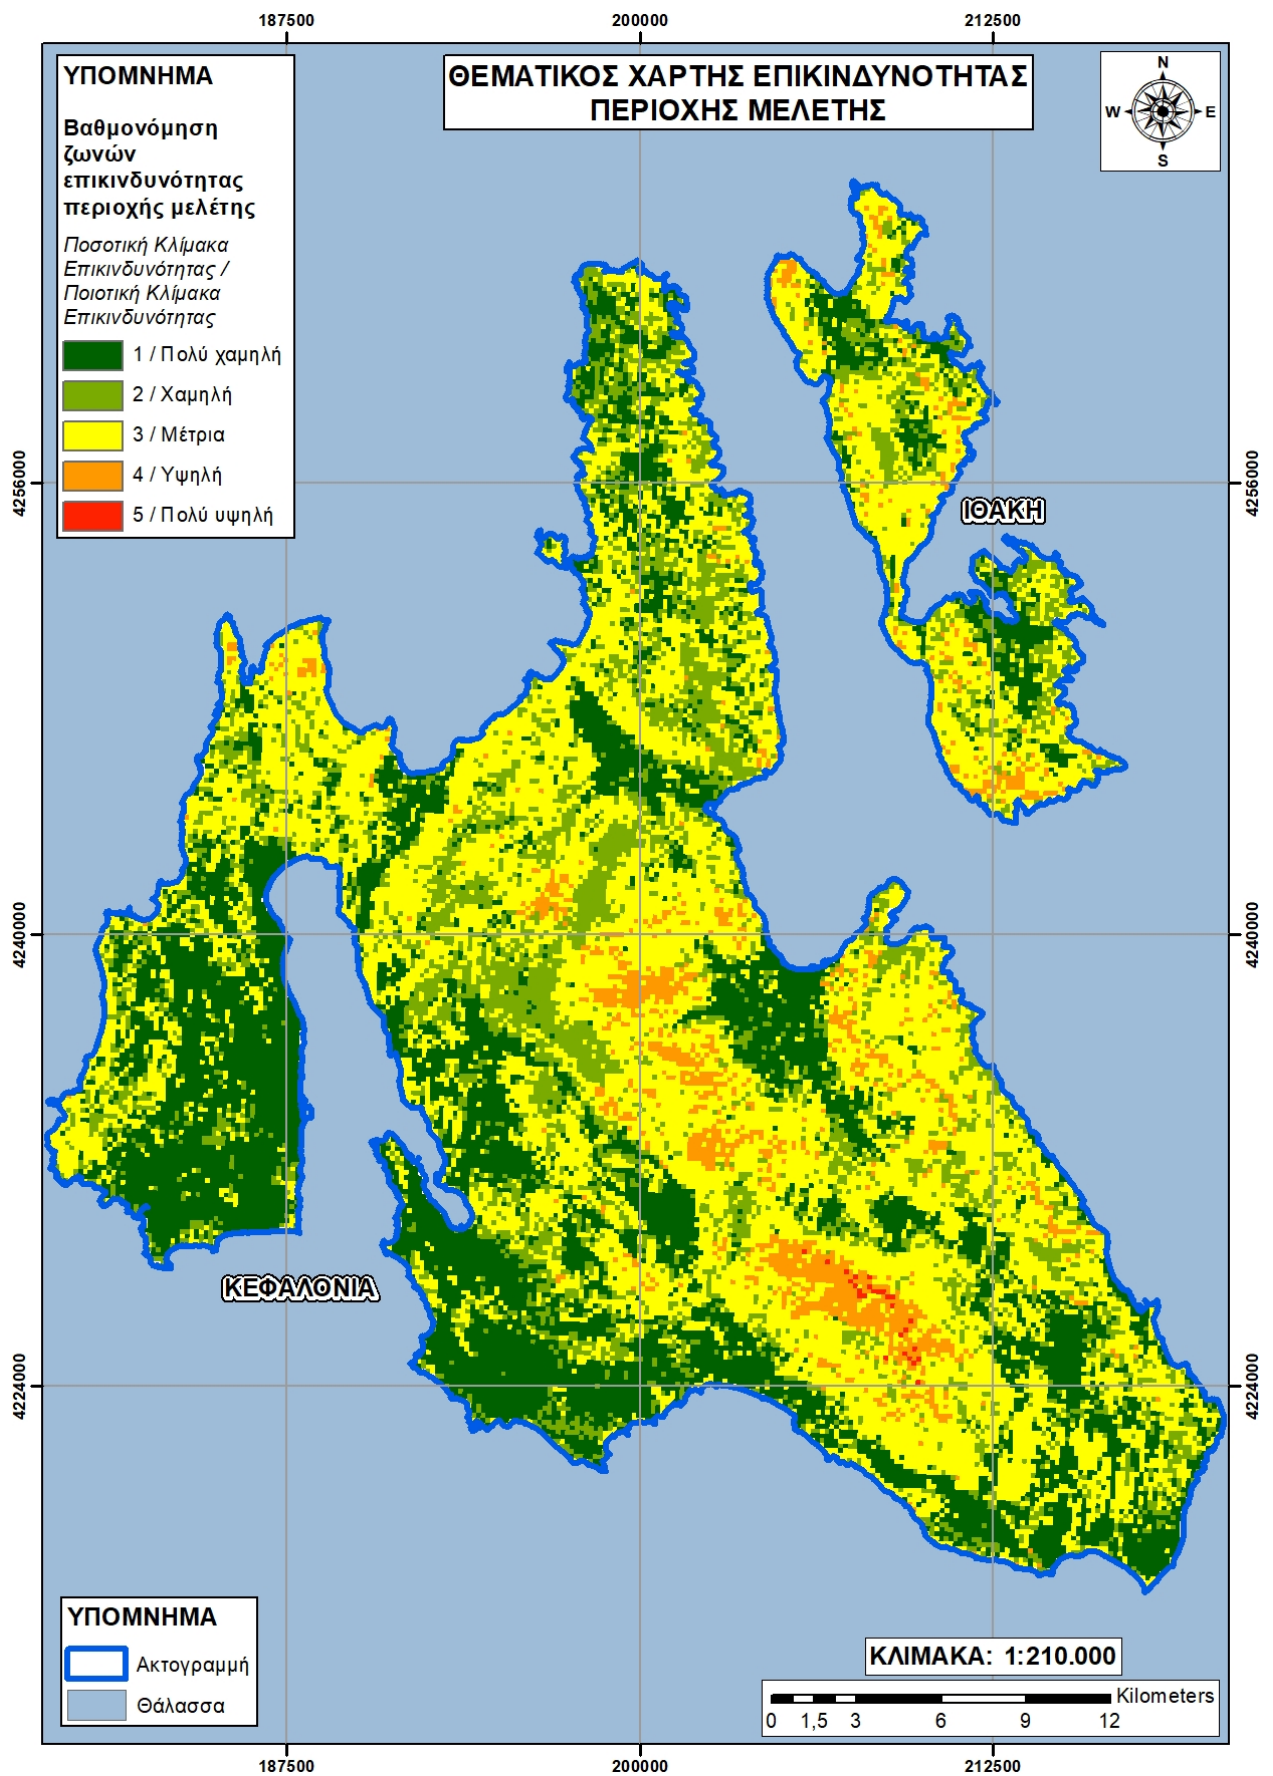 187500
200000
212500
ΥΠΟΜΝΗΜΑ
Βαθμονόμηση
ζωνών
επικινδυνότητας
περιοχής μελέτης
Ποσοτική Κλίμακα
Επικινδυνότητας /
Ποιοτική Κλίμακα
Επικινδυνότητας
1 / Πολύ χαμηλή
2 / Χαμηλή
3 / Μέτρια
4 / Υψηλή
5 / Πολύ υψηλή
ΘΕΜΑΤΙΚΟΣ ΧΑΡΤΗΣ ΕΠΙΚΙΝΔΥΝΟΤΗΤΑΣ
ΠΕΡΙΟΧΗΣ ΜΕΛΕΤΗΣ
N
W
E
S
4256000
4256000
ΙΘΑΚΗ
4240000
4240000
ΚΕΦΑΛΟΝΙΑ
4224000
4224000
ΥΠΟΜΝΗΜΑ
Ακτογραμμή
Θάλασσα
ΚΛΙΜΑΚΑ: 1:210.000
Kilometers
0 1,5 3 6 9 12
187500
200000
212500